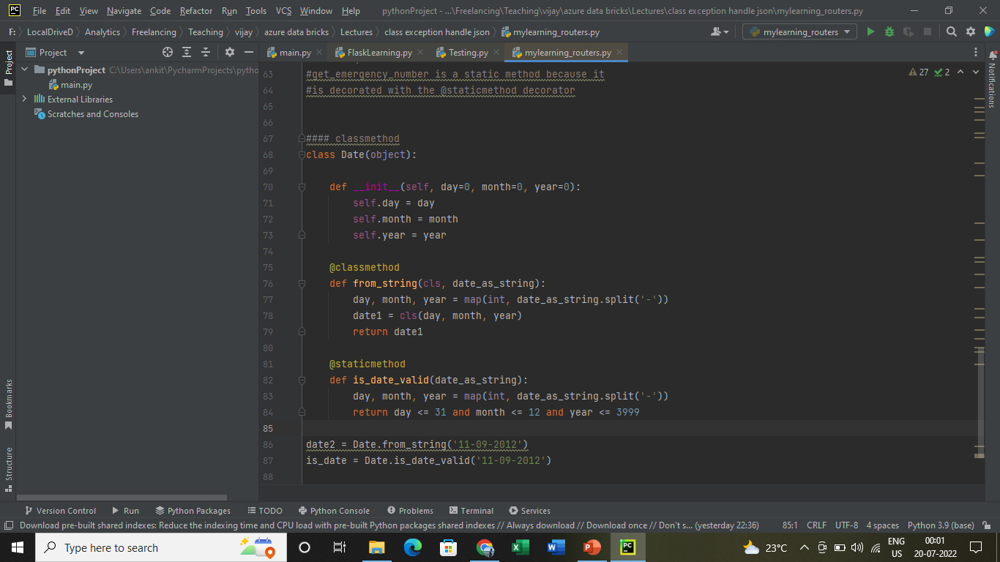 PC File Edit View Navigate Code Refactor Run Tools VCS Window Help pythonProject - ...\Freelancing\Teaching\vijay\azure data bricks\Lectures\class exception handle json\mylearning_routers.py
F: LocalDriveD Analytics Freelancing Teaching vijay azure data bricks Lectures class exception handle json mylearning_routers.py mylearning_routers
Project main.py FlaskLearning.py Testing.py mylearning_routers.py
Project
pythonProject C:\Users\ankit\PycharmProjects\pytho
main.py
External Libraries
Scratches and Consoles
Bookmarks
Structure
Notifications
27 2
63 #get_emergency_number is a static method because it
64 #is decorated with the @staticmethod decorator
65
66
67 #### classmethod
68 class Date(object):
69
70 def __init__(self, day=0, month=0, year=0):
71 self.day = day
72 self.month = month
73 self.year = year
74
75 @classmethod
76 def from_string(cls, date_as_string):
77 day, month, year = map(int, date_as_string.split('-'))
78 date1 = cls(day, month, year)
79 return date1
80
81 @staticmethod
82 def is_date_valid(date_as_string):
83 day, month, year = map(int, date_as_string.split('-'))
84 return day <= 31 and month <= 12 and year <= 3999
85
86 date2 = Date.from_string('11-09-2012')
87 is_date = Date.is_date_valid('11-09-2012')
88
Version Control Run Python Packages TODO Python Console Problems Terminal Services
Download pre-built shared indexes: Reduce the indexing time and CPU load with pre-built Python packages shared indexes // Always download // Download once // Don't s... (yesterday 22:36) 85:1 CRLF UTF-8 4 spaces Python 3.9 (base)
Type here to search 23°C ENG 00:01
US 20-07-2022